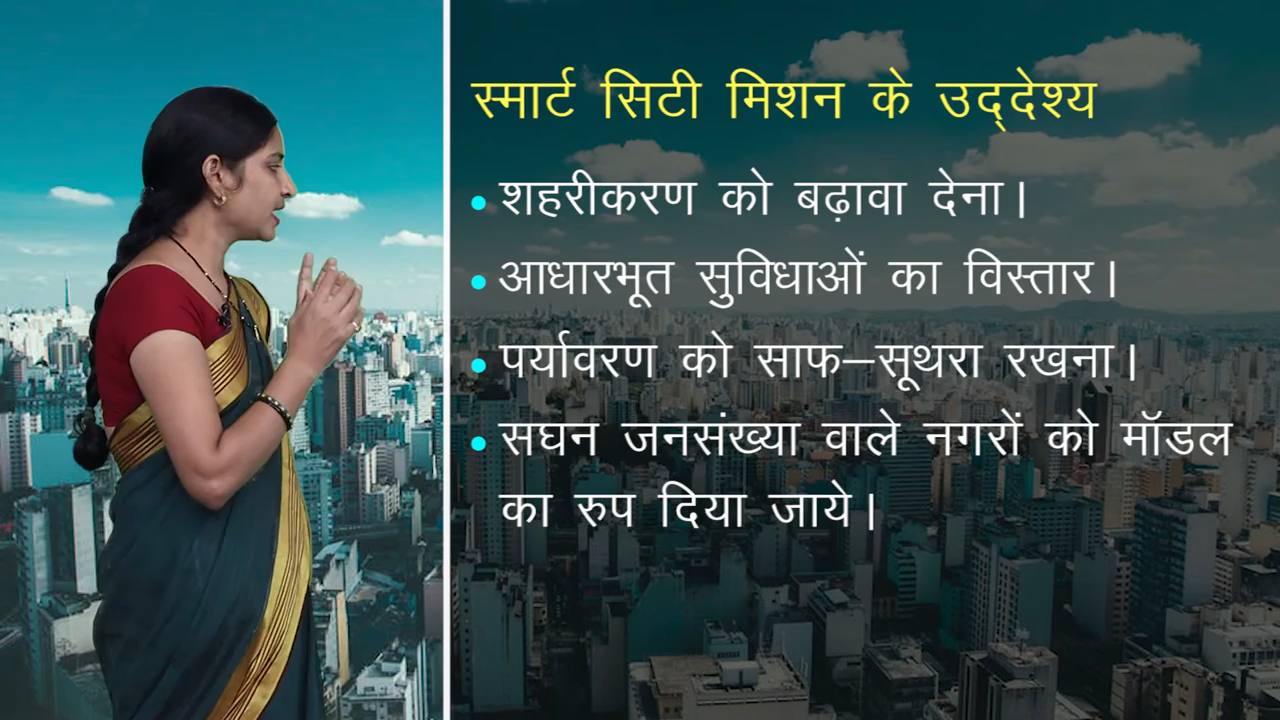 स्मार्ट सिटी मिशन के उद्‌देश्य
• शहरीकरण को बढ़ावा देना।
• आधारभूत सुविधाओं का विस्तार।
• पर्यावरण को साफ–सूथरा रखना।
• सघन जनसंख्या वाले नगरों को मॉडल
का रुप दिया जाये।